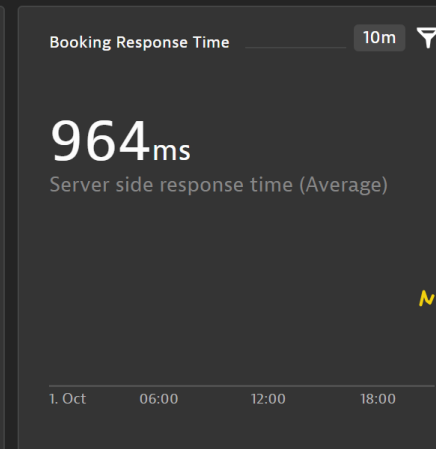 Booking Response Time
10m
964ms
Server side response time (Average)
1. Oct
06:00
12:00
18:00